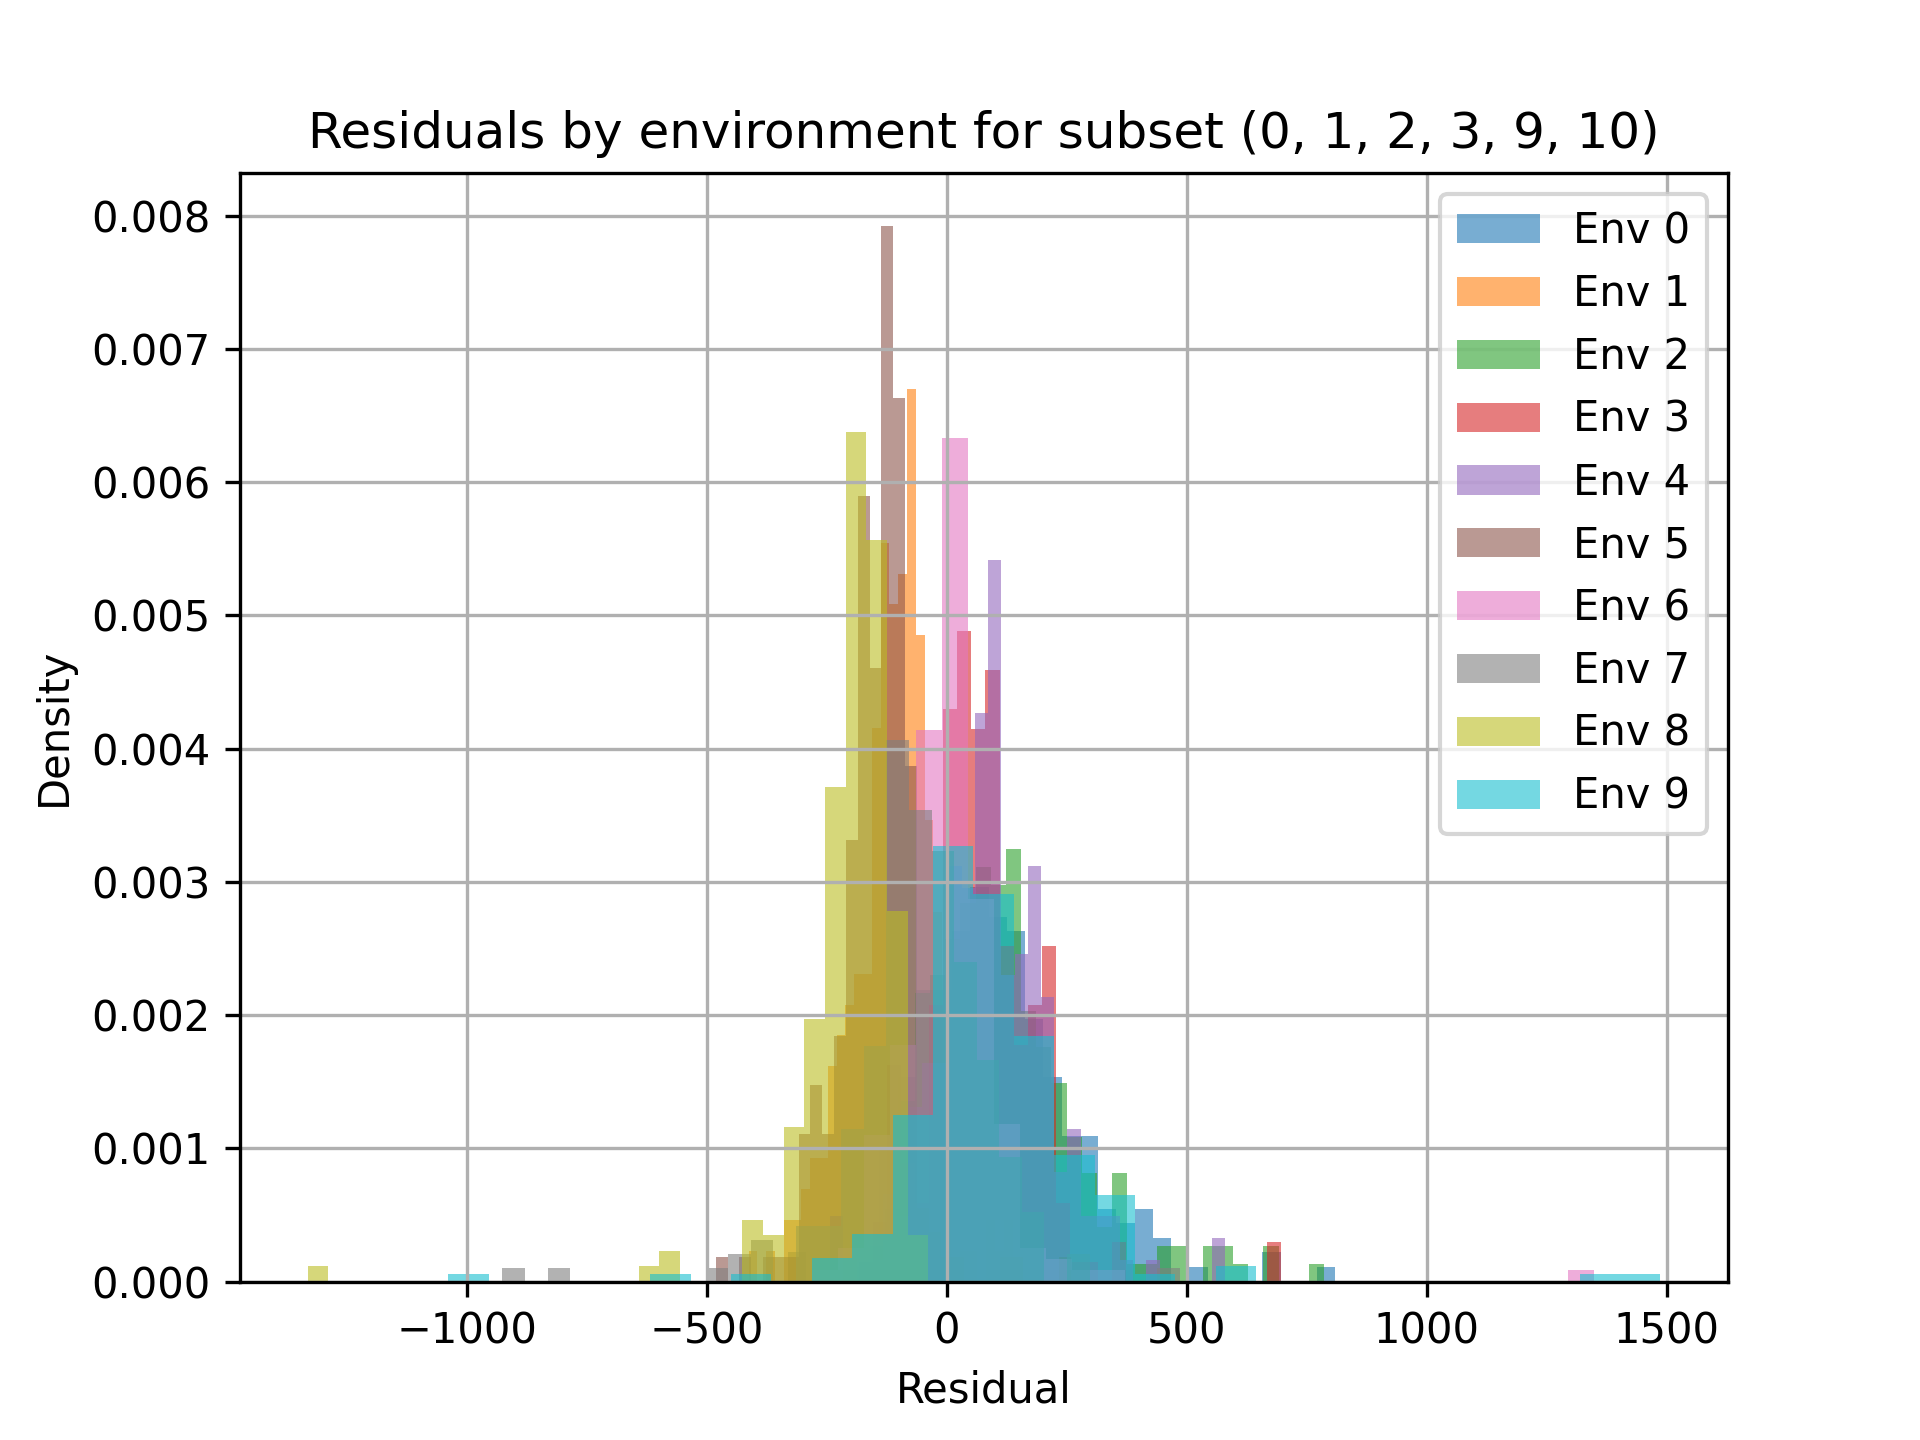 Residuals by environment for subset (0, 1, 2, 3, 9, 10)
0.008
0.007
0.006
0.005
0.004
0.003
0.002
0.001
0.000
Density
Env 0
Env 1
Env 2
Env 3
Env 4
Env 5
Env 6
Env 7
Env 8
Env 9
−1000 −500 0 500 1000 1500
Residual